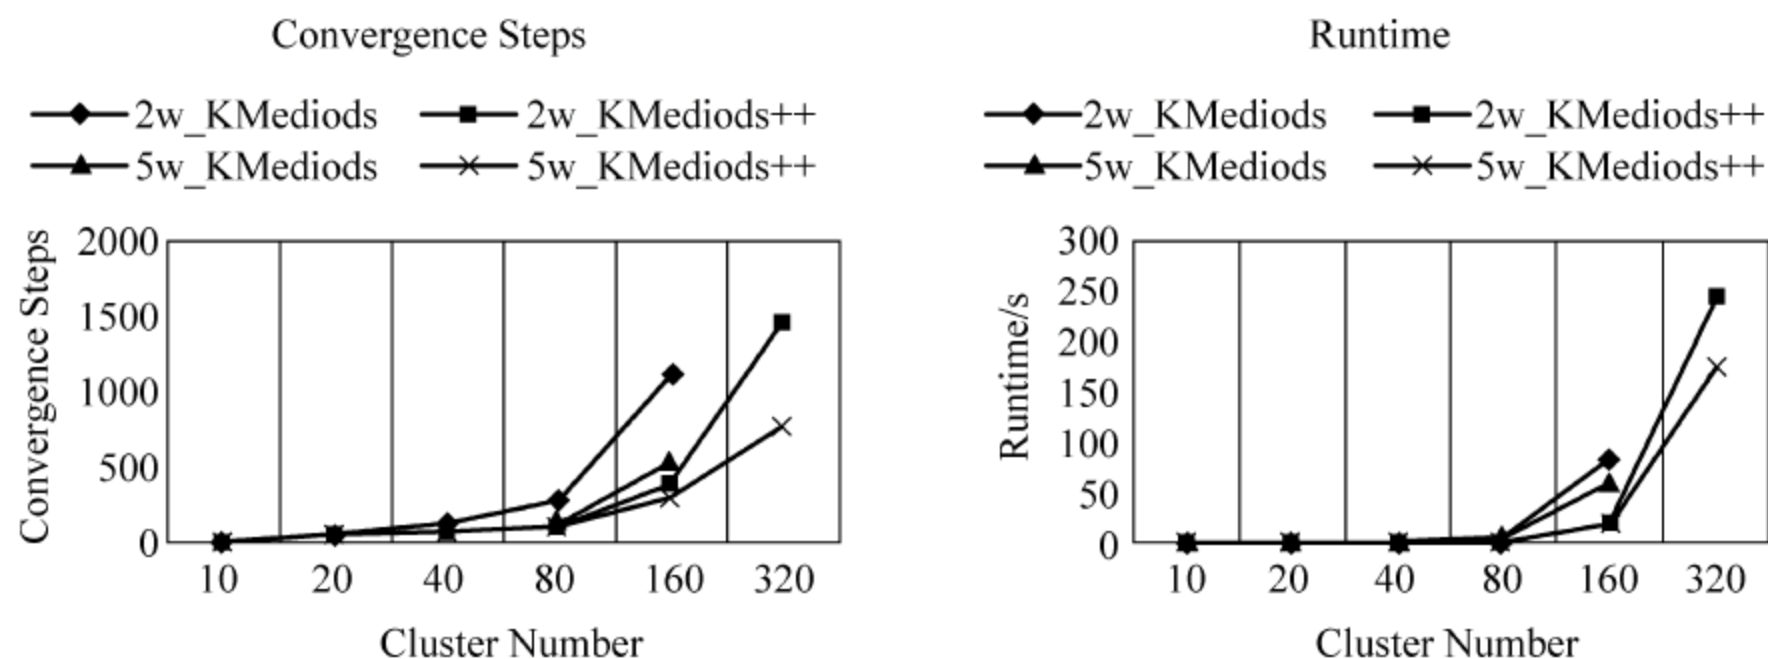 Convergence Steps
2w_KMediods 2w_KMediods++
5w_KMediods 5w_KMediods++
Convergence Steps
2000
1500
1000
500
0
10 20 40 80 160 320
Cluster Number
Runtime
2w_KMediods 2w_KMediods++
5w_KMediods 5w_KMediods++
Runtime/s
300
250
200
150
100
50
0
10 20 40 80 160 320
Cluster Number